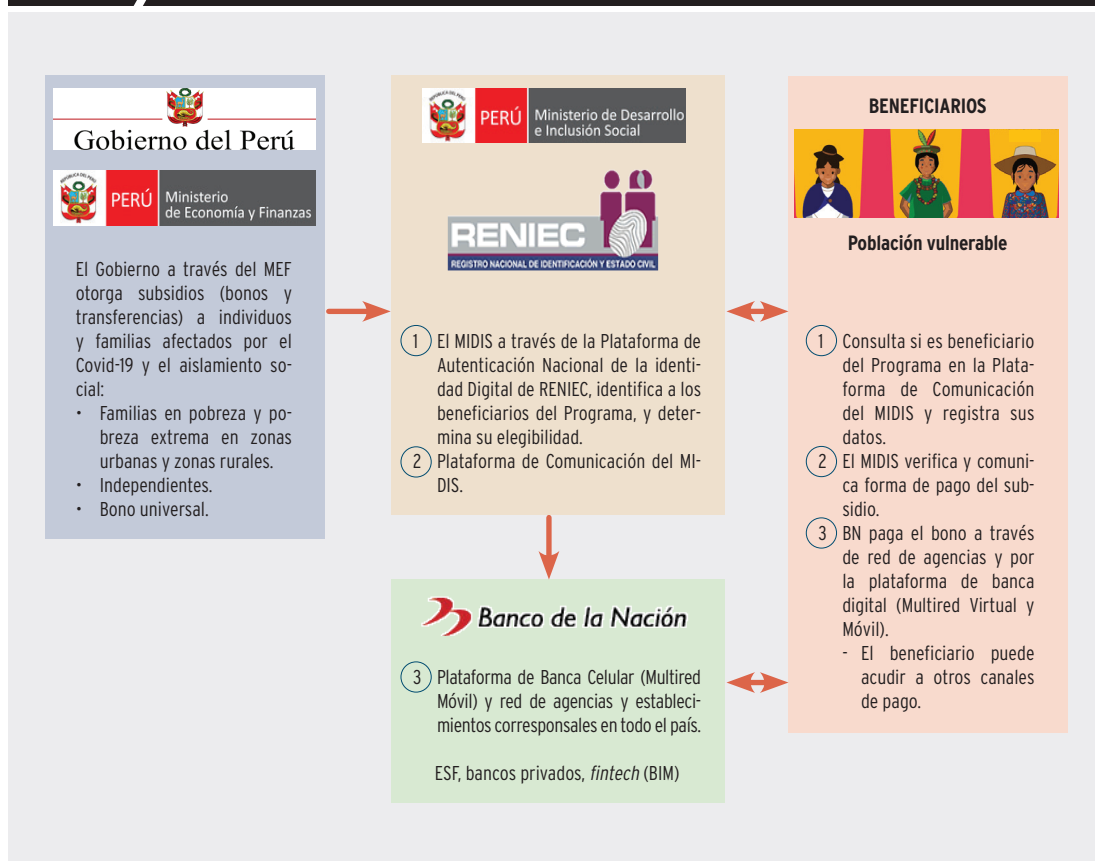 REPÚBLICA DEL PERÚ
Gobierno del Perú
PERÚ
Ministerio
de Economía y Finanzas
El Gobierno a través del MEF
otorga subsidios (bonos y
transferencias) a individuos
y familias afectados por el
Covid-19 y el aislamiento so-
cial:
• Familias en pobreza y po-
breza extrema en zonas
urbanas y zonas rurales.
• Independientes.
• Bono universal.
PERÚ
Ministerio de Desarrollo
e Inclusión Social
RENIEC
REGISTRO NACIONAL DE IDENTIFICACIÓN Y ESTADO CIVIL
1 El MIDIS a través de la Plataforma de
Autenticación Nacional de la identi-
dad Digital de RENIEC, identifica a los
beneficiarios del Programa, y deter-
mina su elegibilidad.
2 Plataforma de Comunicación del MI-
DIS.
Banco de la Nación
3 Plataforma de Banca Celular (Multired
Móvil) y red de agencias y estableci-
mientos corresponsales en todo el país.
ESF, bancos privados, fintech (BIM)
BENEFICIARIOS
Población vulnerable
1 Consulta si es beneficiario
del Programa en la Plata-
forma de Comunicación
del MIDIS y registra sus
datos.
2 El MIDIS verifica y comuni-
ca forma de pago del sub-
sidio.
3 BN paga el bono a través
de red de agencias y por
la plataforma de banca
digital (Multired Virtual y
Móvil).
- El beneficiario puede
acudir a otros canales
de pago.